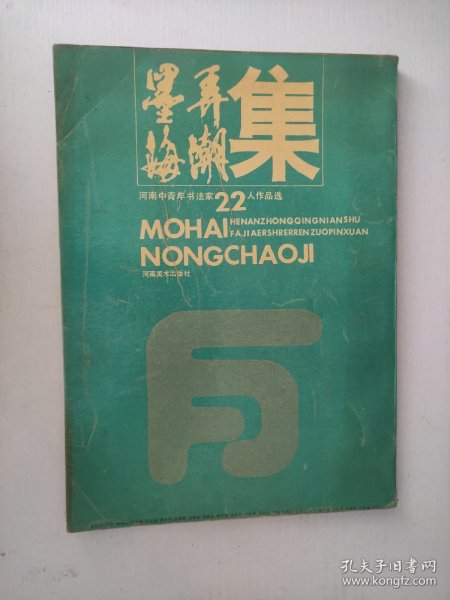 墨海弄潮集
河南中青年书法家22人作品选
MOHAI HENANZHONGQINGNIANSHU
FAJIAERSHRERRENZUOPINXUAN
NONGCHAOJI
河南美术出版社
孔夫子旧书网
www.kongfz.com